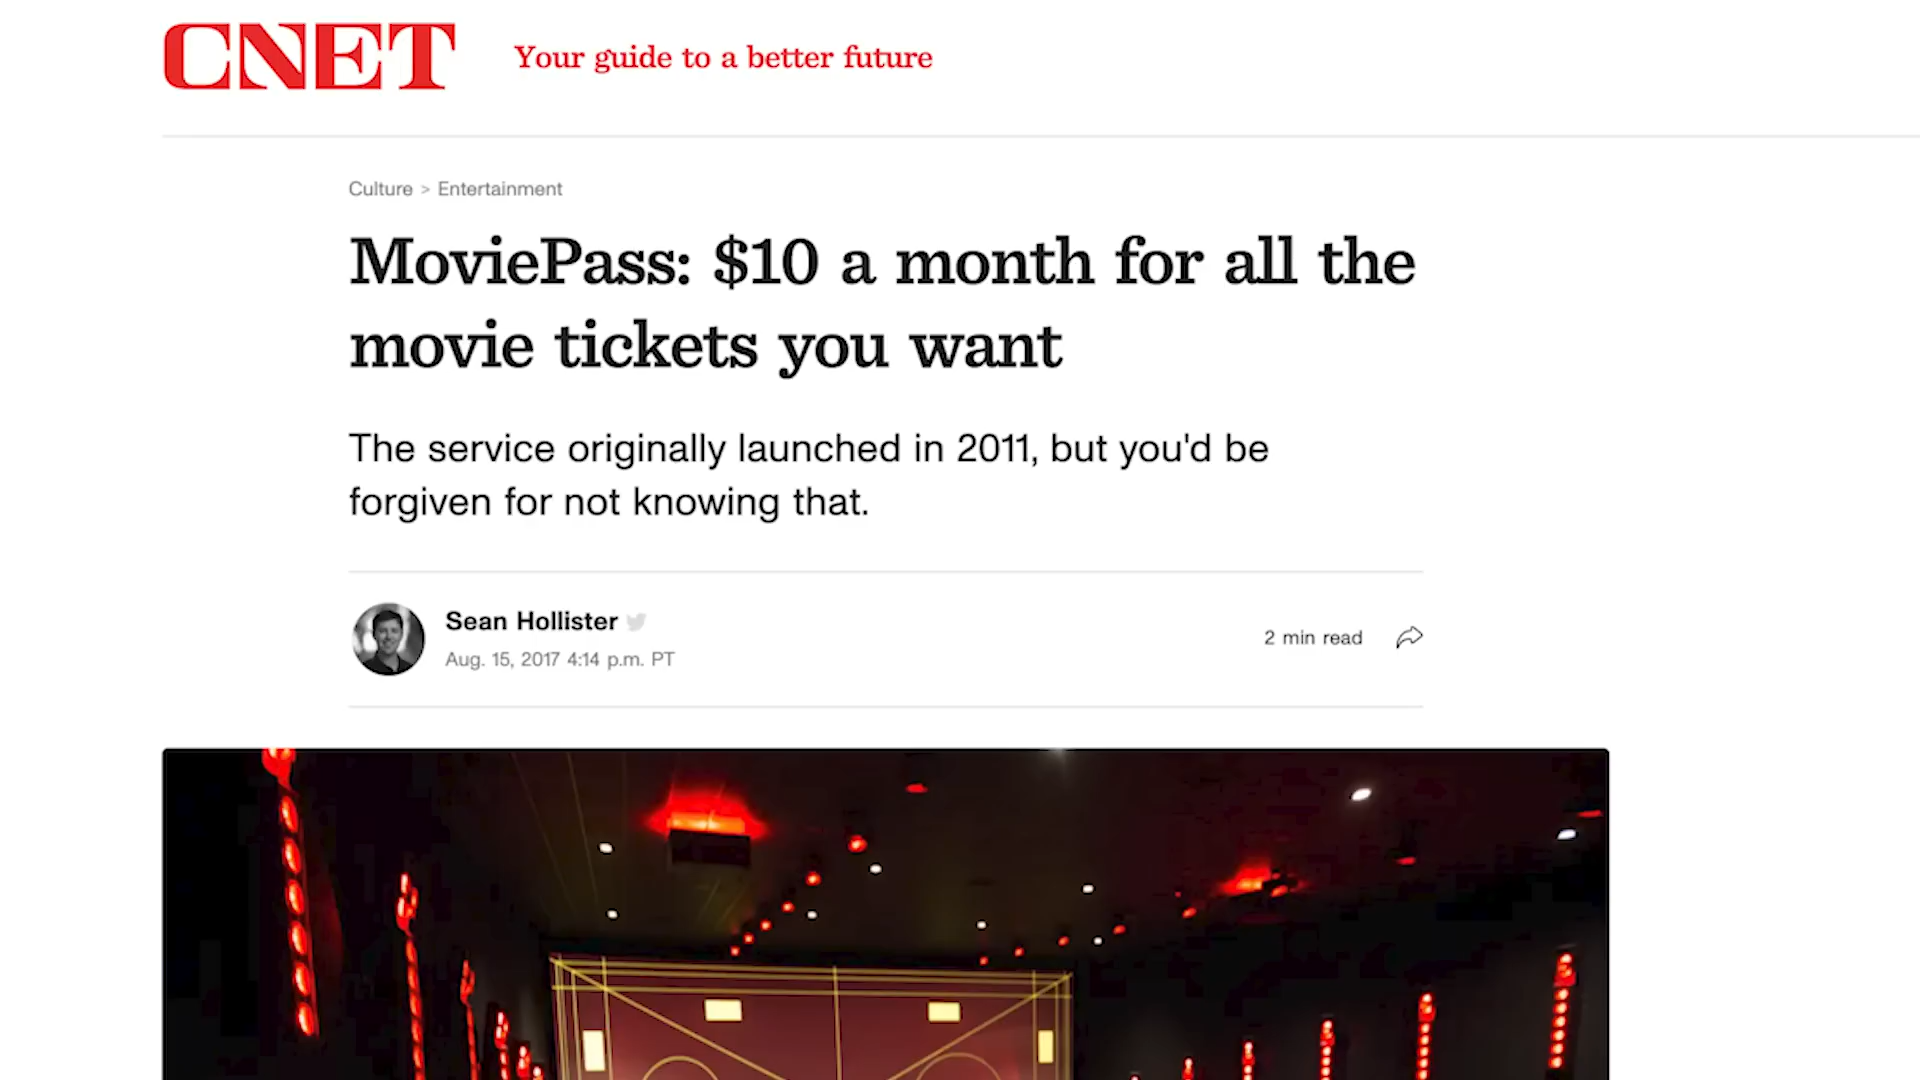 CNET
Your guide to a better future
Culture > Entertainment
MoviePass: $10 a month for all the
movie tickets you want
The service originally launched in 2011, but you'd be
forgiven for not knowing that.
Sean Hollister
Aug. 15, 2017 4:14 p.m. PT
2 min read